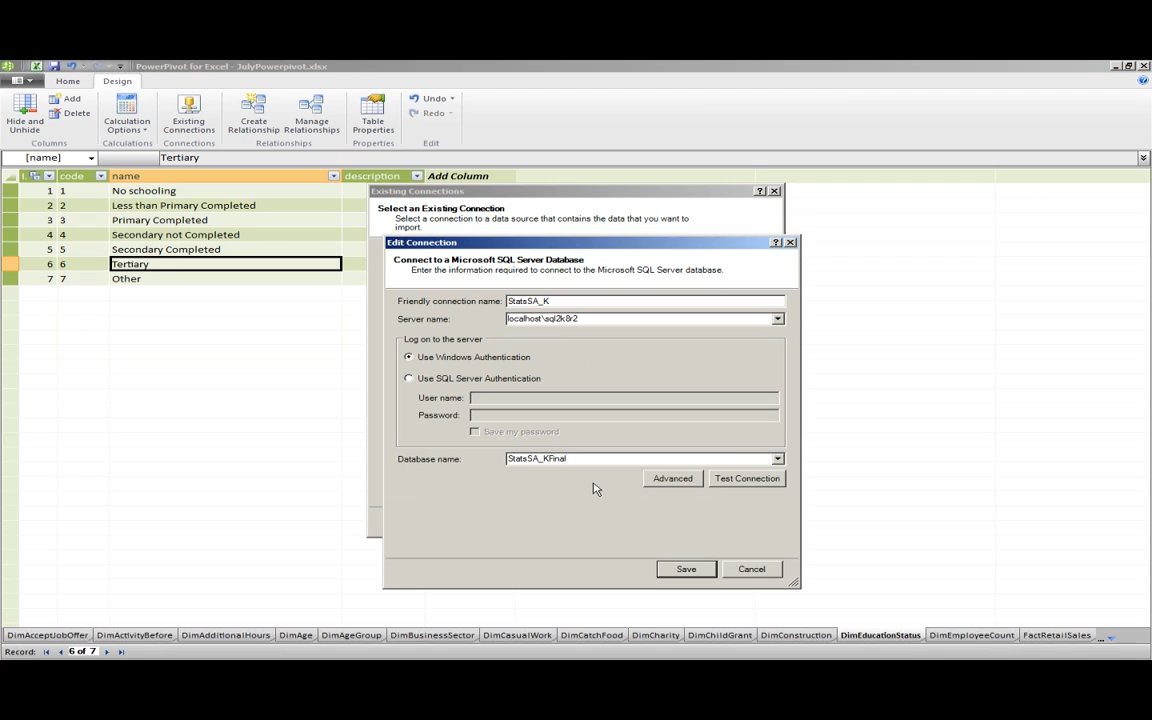 PowerPivot for Excel - JulyPowerpivot.xlsx
Home Design
Hide and Unhide
Add
Delete
Columns
Calculation Options
Calculations
Existing Connections
Connections
Create Relationship
Manage Relationships
Relationships
Table Properties
Properties
Undo
Redo
Edit
[name] Tertiary
code name description Add Column
1 1 No schooling
2 2 Less than Primary Completed
3 3 Primary Completed
4 4 Secondary not Completed
5 5 Secondary Completed
6 6 Tertiary
7 7 Other
Existing Connections
Select an Existing Connection
Select a connection to a data source that contains the data that you want to
import.
Edit Connection
Connect to a Microsoft SQL Server Database
Enter the information required to connect to the Microsoft SQL Server database.
Friendly connection name: StatsSA_K
Server name: localhost\sql2k8r2
Log on to the server
Use Windows Authentication
Use SQL Server Authentication
User name:
Password:
Save my password
Database name: StatsSA_KFinal
Advanced Test Connection
Save Cancel
DimAcceptJobOffer DimActivityBefore DimAdditionalHours DimAge DimAgeGroup DimBusinessSector DimCasualWork DimCatchFood DimCharity DimChildGrant DimConstruction DimEducationStatus DimEmployeeCount FactRetailSales ...
Record: 6 of 7